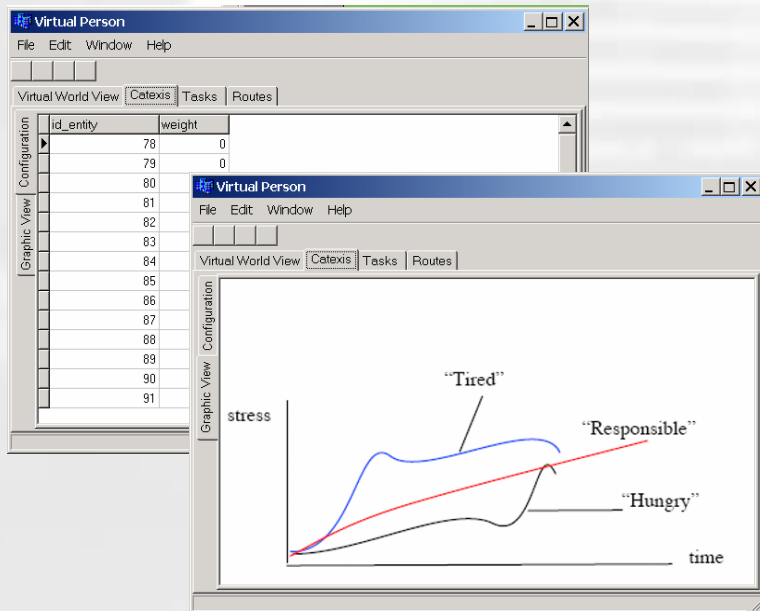 Virtual Person
File Edit Window Help
Virtual World View Catexis Tasks Routes
Configuration
Graphic View
id_entity weight
78 0
79 0
80
81
82
83
84
85
86
87
88
89
90
91
Virtual Person
File Edit Window Help
Virtual World View Catexis Tasks Routes
Configuration
Graphic View
“Tired”
stress
“Responsible”
“Hungry”
time